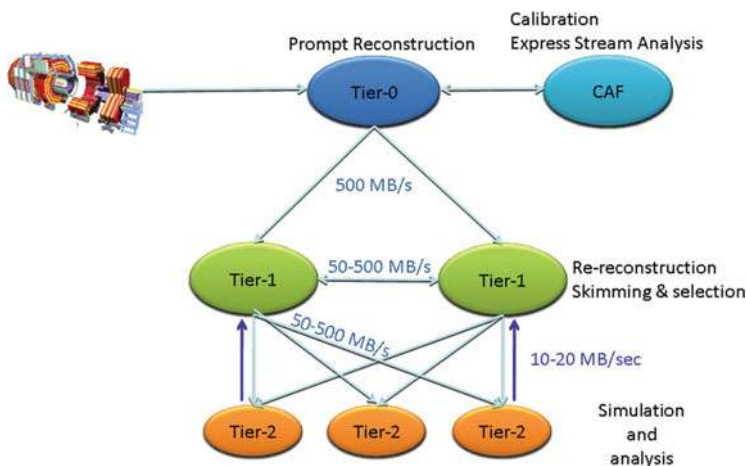 Calibration
Prompt Reconstruction
Express Stream Analysis
Tier-0
CAF
500 MB/s
Tier-1
50-500 MB/s
Tier-1
Re-reconstruction
Skimming & selection
50-500 MB/s
10-20 MB/sec
Tier-2
Tier-2
Tier-2
Simulation
and
analysis